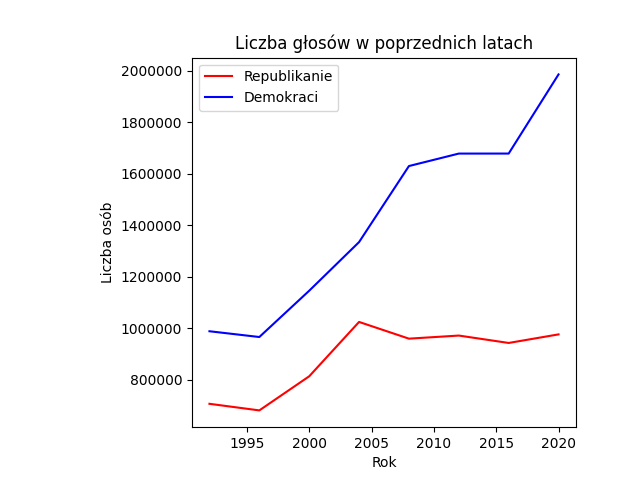 Liczba głosów w poprzednich latach
Republikanie
Demokraci
Liczba osób
2000000
1800000
1600000
1400000
1200000
1000000
800000
1995 2000 2005 2010 2015 2020
Rok